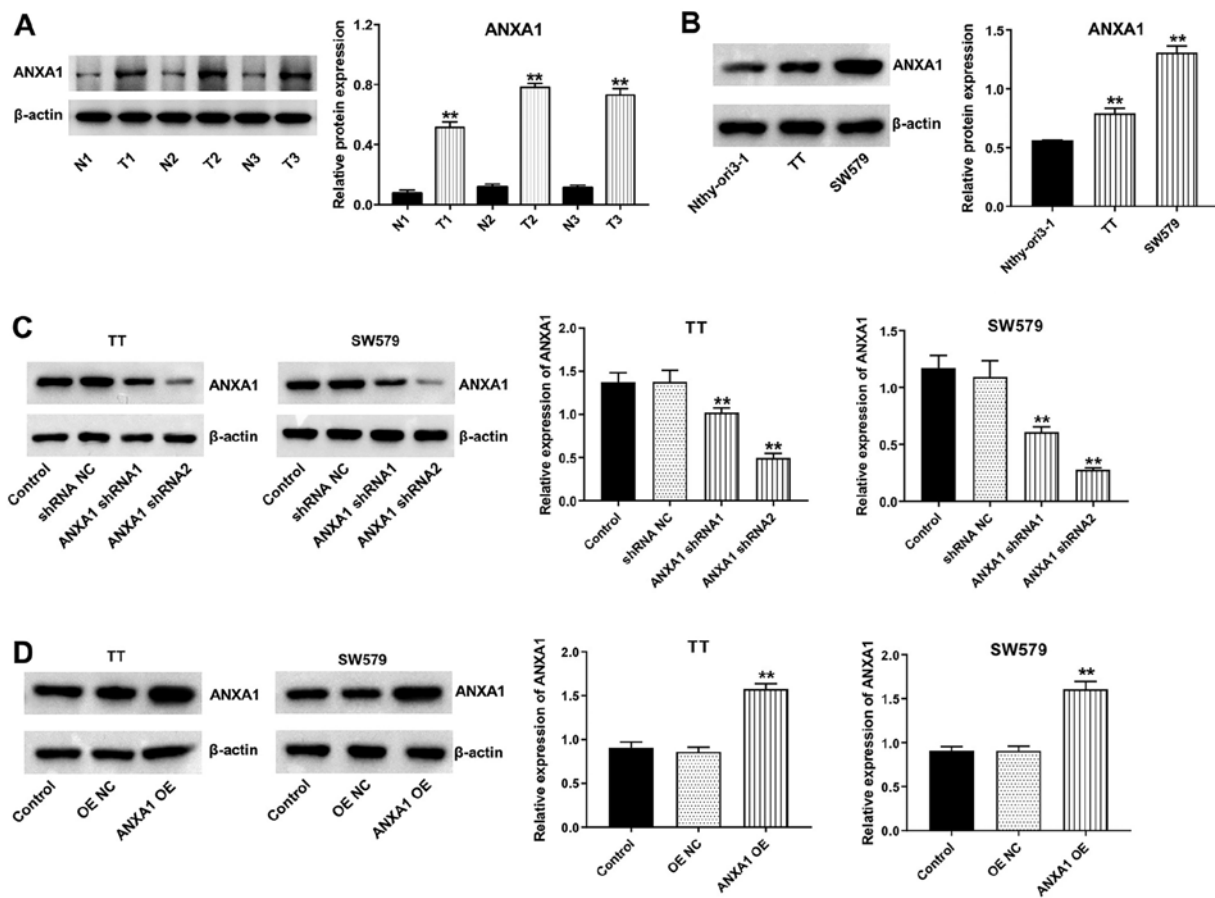 A
ANXA1
β-actin
N1 T1 N2 T2 N3 T3
ANXA1
Relative protein expression
1.2
0.8
0.4
0.0
** ** **
N1 T1 N2 T2 N3 T3
B
ANXA1
β-actin
Nthy-ori3-1 TT SW579
ANXA1
Relative protein expression
1.5
1.0
0.5
0.0
** **
Nthy-ori3-1 TT SW579
C
TT
ANXA1
β-actin
Control shRNA NC ANXA1 shRNA1 ANXA1 shRNA2
SW579
ANXA1
β-actin
Control shRNA NC ANXA1 shRNA1 ANXA1 shRNA2
TT
Relative expression of ANXA1
2.0
1.5
1.0
0.5
0.0
** **
Control shRNA NC ANXA1 shRNA1 ANXA1 shRNA2
SW579
Relative expression of ANXA1
1.5
1.0
0.5
0.0
** **
Control shRNA NC ANXA1 shRNA1 ANXA1 shRNA2
D
TT
ANXA1
β-actin
Control OE NC ANXA1 OE
SW579
ANXA1
β-actin
Control OE NC ANXA1 OE
TT
Relative expression of ANXA1
2.0
1.5
1.0
0.5
0.0
**
Control OE NC ANXA1 OE
SW579
Relative expression of ANXA1
2.0
1.5
1.0
0.5
0.0
**
Control OE NC ANXA1 OE